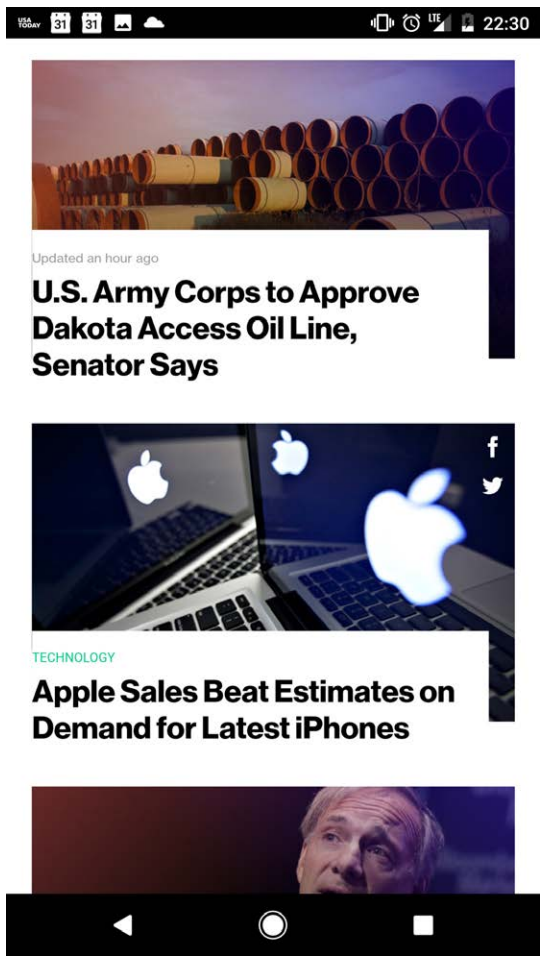 USA
TODAY
31
31
LTE
22:30
Updated an hour ago
U.S. Army Corps to Approve
Dakota Access Oil Line,
Senator Says
TECHNOLOGY
Apple Sales Beat Estimates on
Demand for Latest iPhones